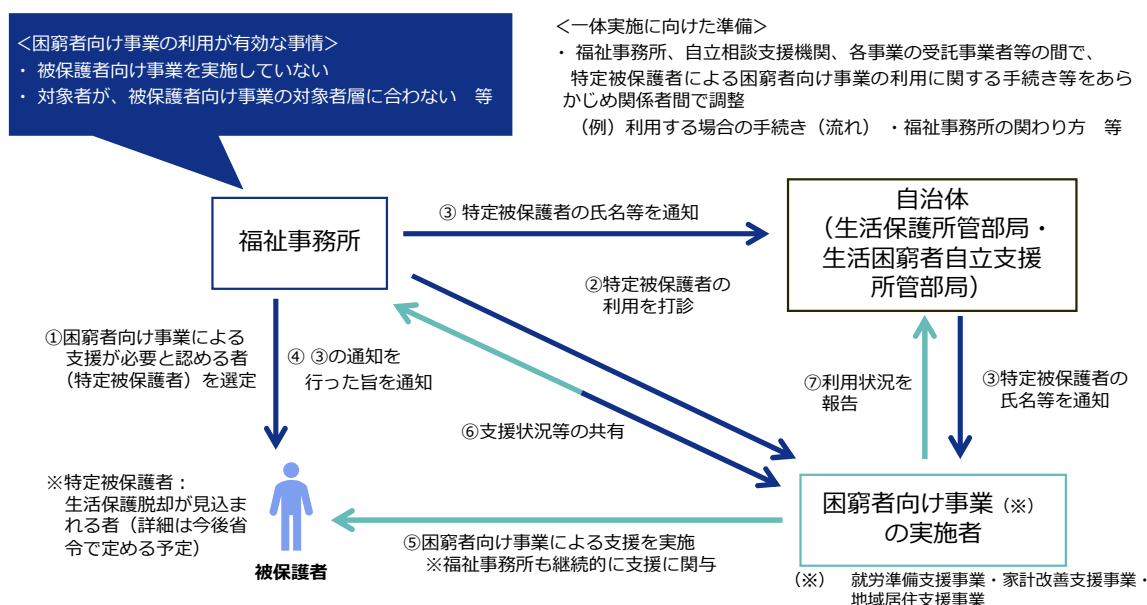 ＜困窮者向け事業の利用が有効な事情＞
・ 被保護者向け事業を実施していない
・ 対象者が、被保護者向け事業の対象者層に合わない　等
＜一体実施に向けた準備＞
・ 福祉事務所、自立相談支援機関、各事業の受託事業者等の間で、
特定被保護者による困窮者向け事業の利用に関する手続き等をあら
かじめ関係者間で調整
（例）利用する場合の手続き（流れ）・福祉事務所の関わり方　等
福祉事務所
③ 特定被保護者の氏名等を通知
自治体
（生活保護所管部局・
生活困窮者自立支援
所管部局）
②特定被保護者の
利用を打診
①困窮者向け事業による
支援が必要と認める者
（特定被保護者）を選定
④ ③の通知を
行った旨を通知
⑥支援状況等の共有
⑦利用状況を
報告
③特定被保護者の
氏名等を通知
※特定被保護者：
生活保護脱却が見込ま
れる者（詳細は今後省
令で定める予定）
被保護者
⑤困窮者向け事業による支援を実施
※福祉事務所も継続的に支援に関与
困窮者向け事業（※）
の実施者
（※）　就労準備支援事業・家計改善支援事業・
地域居住支援事業